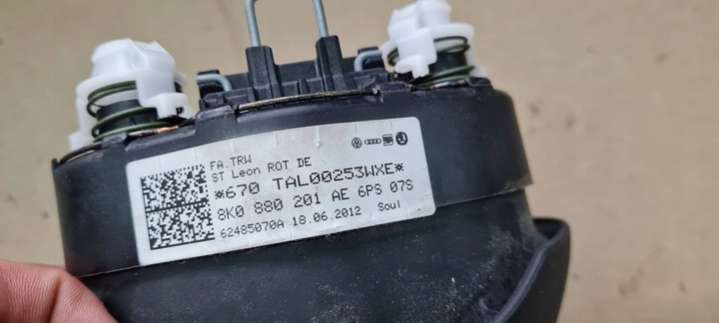 FA.TRW
ST Leon ROT DE
*670 TAL00253WXE*
8K0 880 201 AE 6PS 07S
62485070A 18.06.2012 Soul